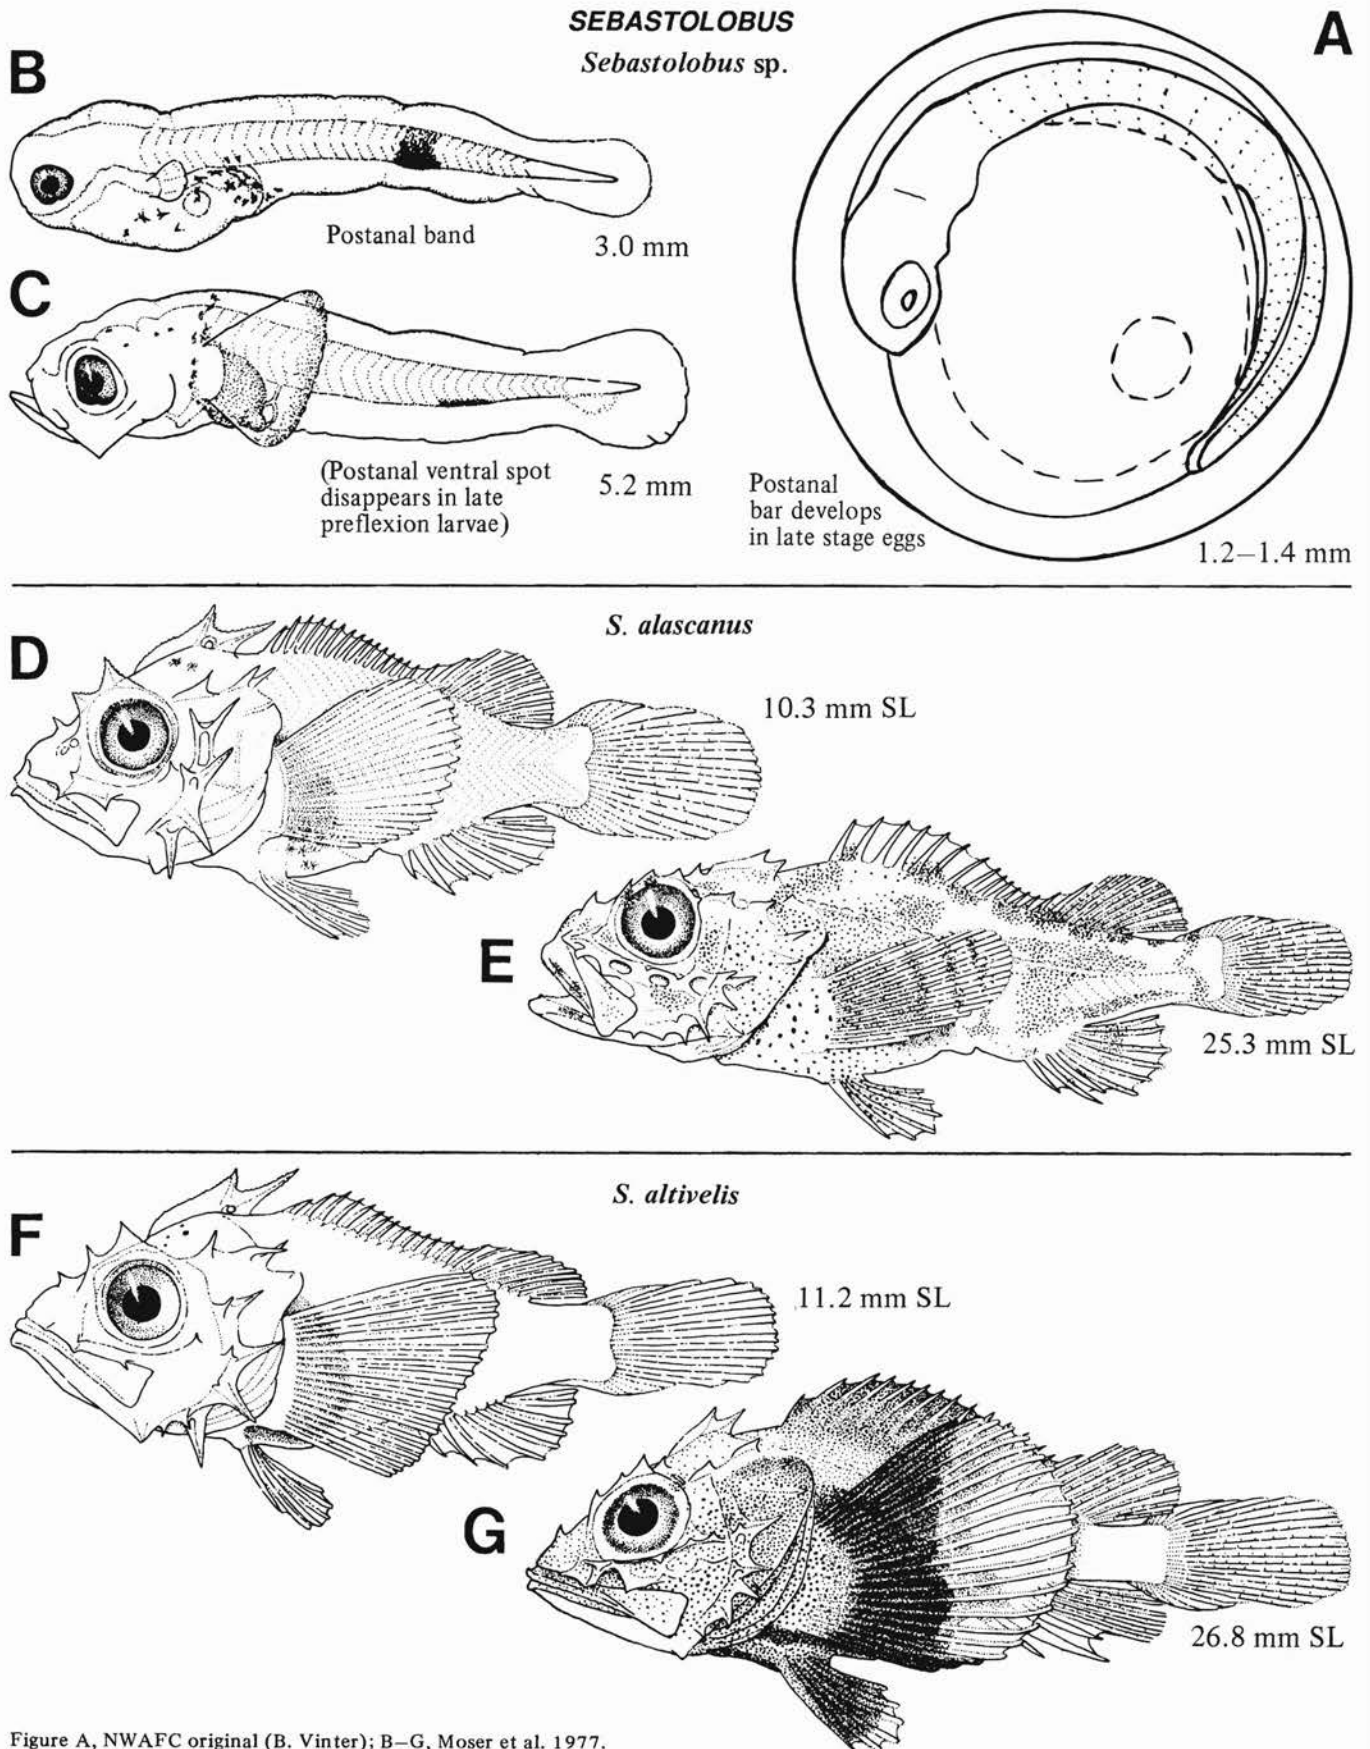 SEBASTOLOBUS
Sebastolobus sp.
A
B
Postanal band
3.0 mm
C
(Postanal ventral spot
disappears in late
preflexion larvae)
5.2 mm
Postanal
bar develops
in late stage eggs
1.2–1.4 mm
S. alascanus
D
10.3 mm SL
E
25.3 mm SL
S. altivelis
F
11.2 mm SL
G
26.8 mm SL
Figure A, NWAFC original (B. Vinter); B–G, Moser et al. 1977.